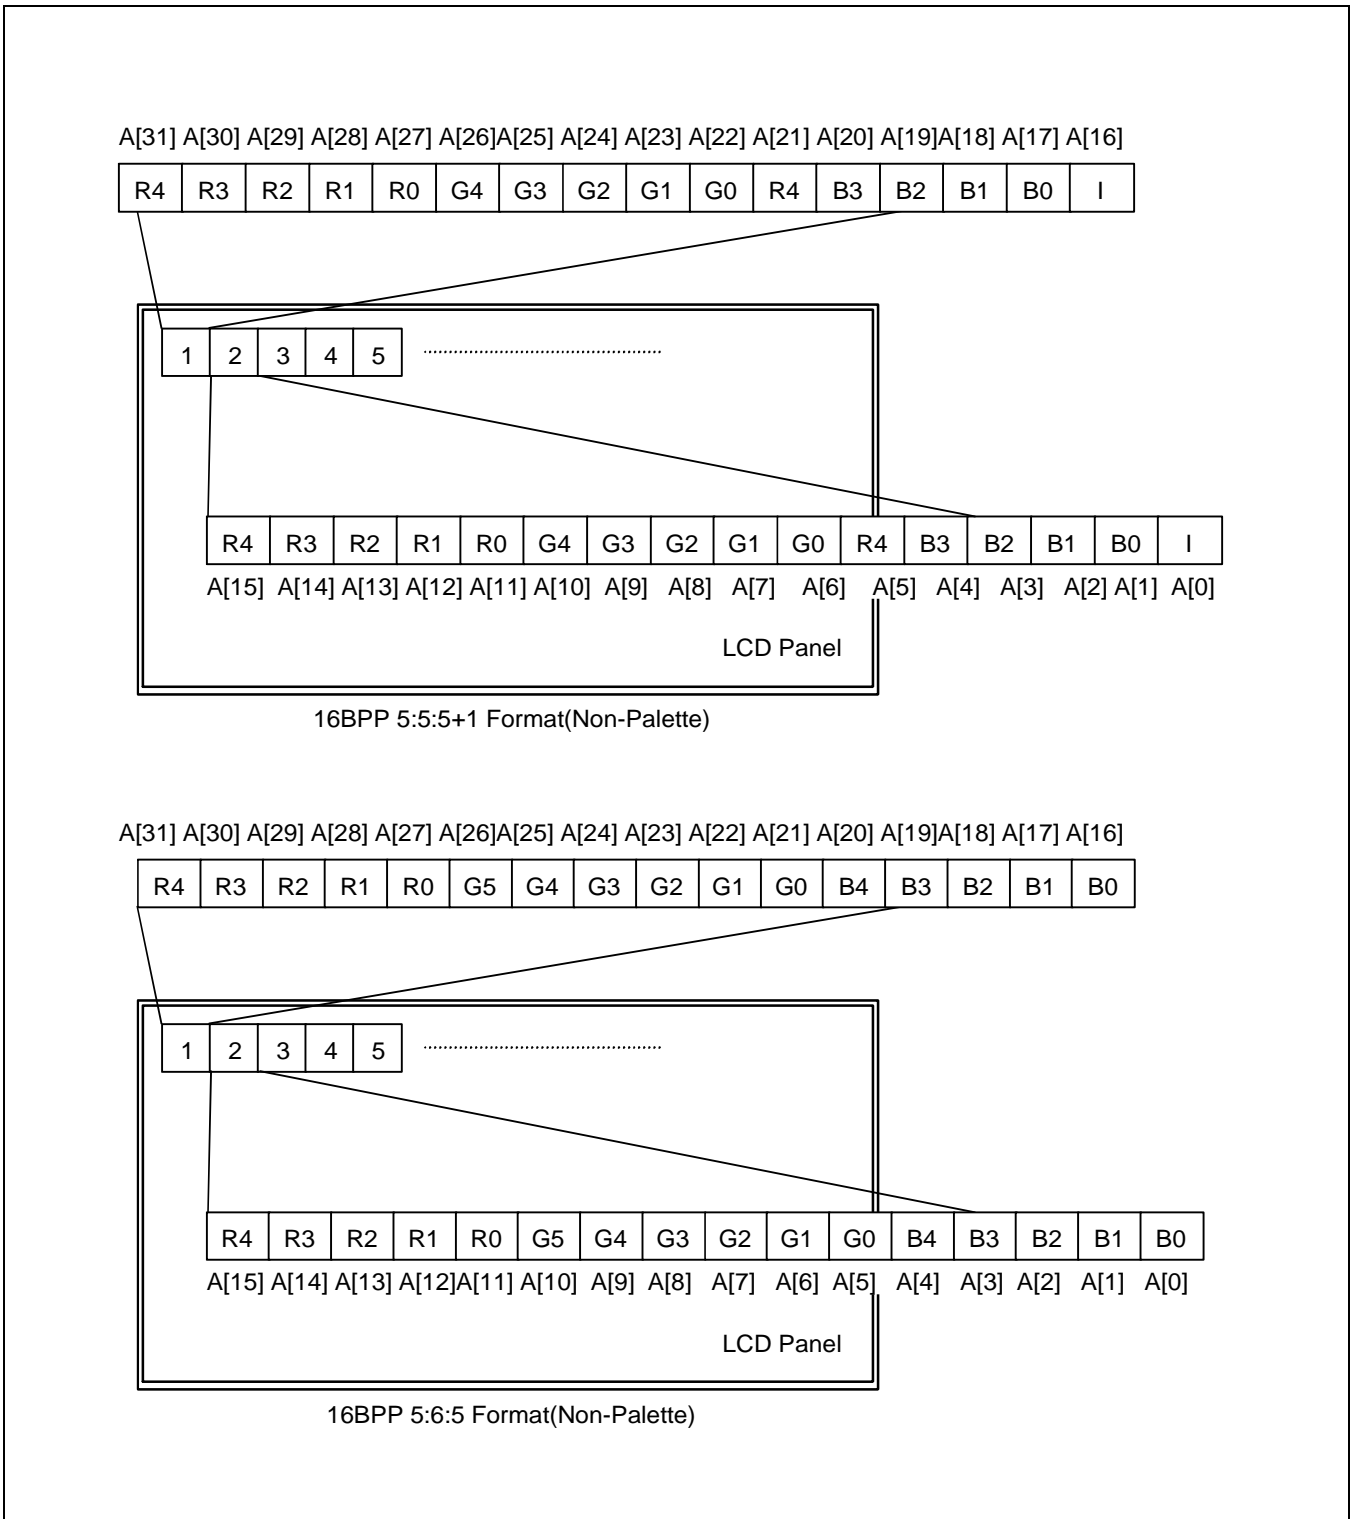 A[31] A[30] A[29] A[28] A[27] A[26]A[25] A[24] A[23] A[22] A[21] A[20] A[19]A[18] A[17] A[16]
R4 R3 R2 R1 R0 G4 G3 G2 G1 G0 R4 B3 B2 B1 B0 I
1 2 3 4 5
R4 R3 R2 R1 R0 G4 G3 G2 G1 G0 R4 B3 B2 B1 B0 I
A[15] A[14] A[13] A[12] A[11] A[10] A[9] A[8] A[7] A[6] A[5] A[4] A[3] A[2] A[1] A[0]
LCD Panel
16BPP 5:5:5+1 Format(Non-Palette)
A[31] A[30] A[29] A[28] A[27] A[26]A[25] A[24] A[23] A[22] A[21] A[20] A[19]A[18] A[17] A[16]
R4 R3 R2 R1 R0 G5 G4 G3 G2 G1 G0 B4 B3 B2 B1 B0
1 2 3 4 5
R4 R3 R2 R1 R0 G5 G4 G3 G2 G1 G0 B4 B3 B2 B1 B0
A[15] A[14] A[13] A[12]A[11] A[10] A[9] A[8] A[7] A[6] A[5] A[4] A[3] A[2] A[1] A[0]
LCD Panel
16BPP 5:6:5 Format(Non-Palette)